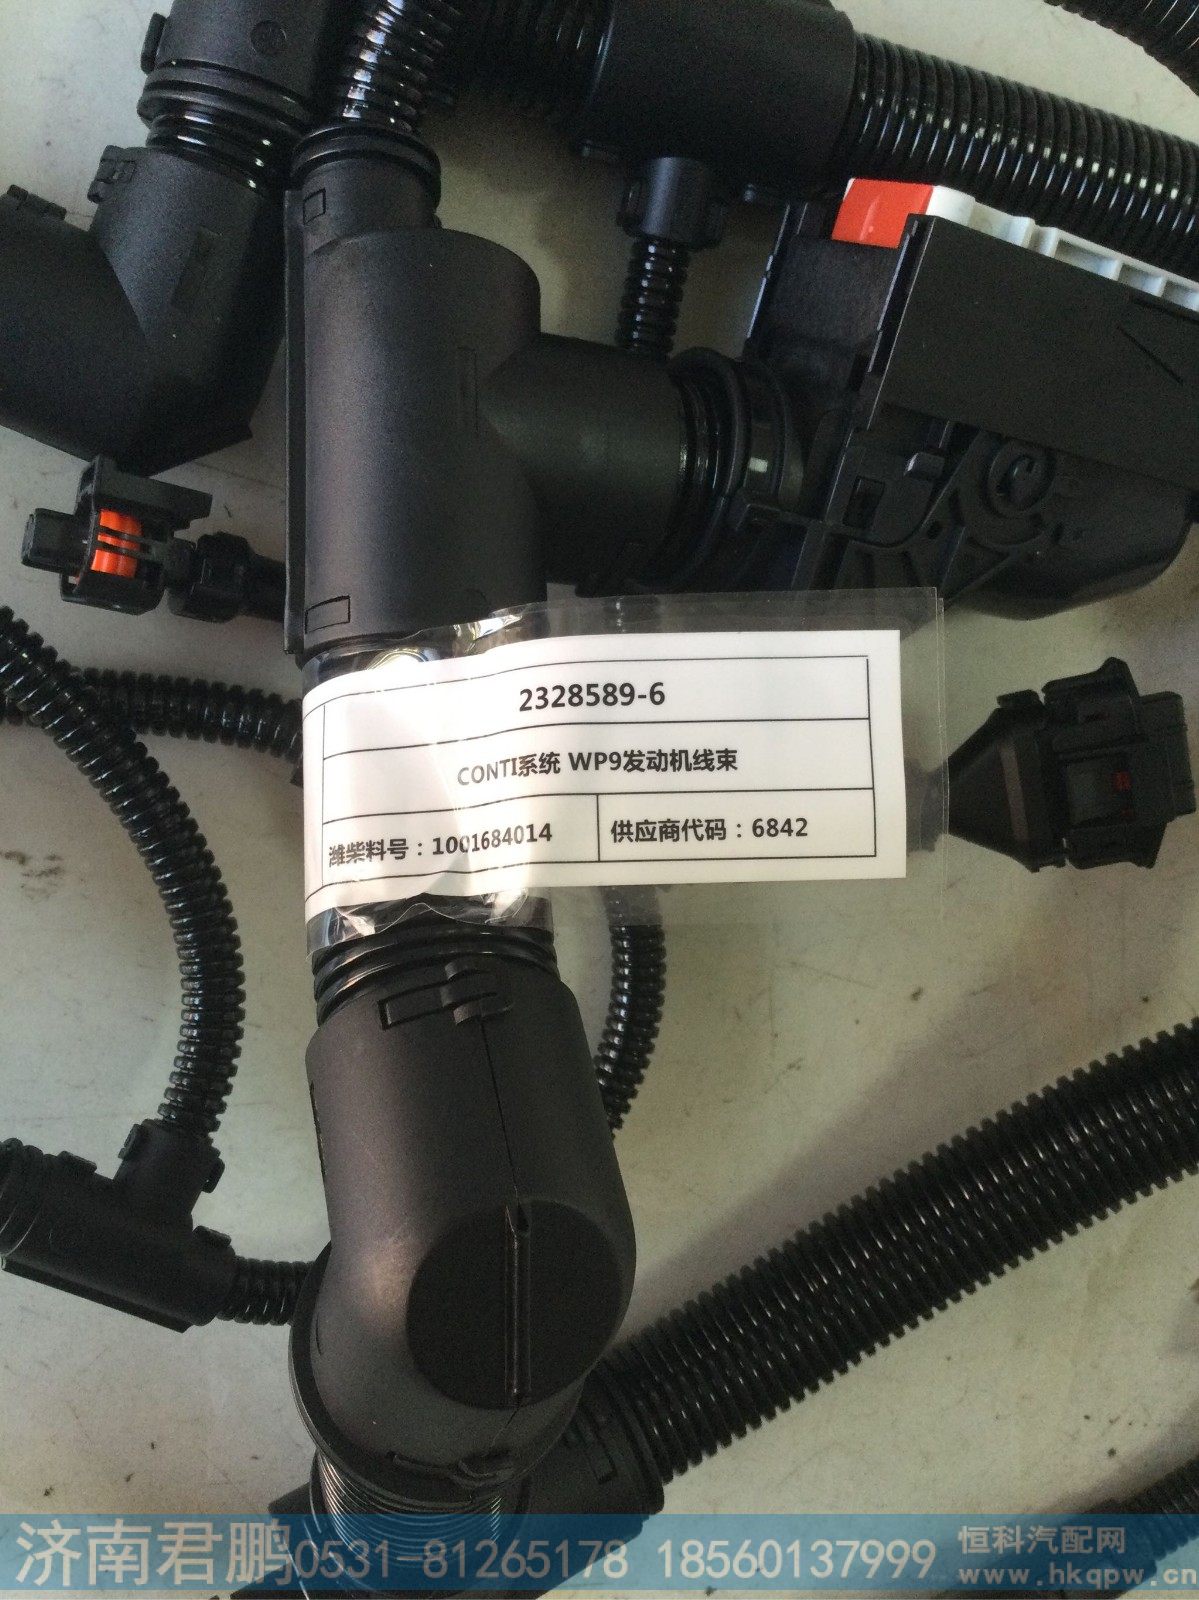 2328589-6
CONTI系统 WP9发动机线束
潍柴料号：1001684014
供应商代码：6842
济南君鹏0531-81265178 18560137999
恒科汽配网
www.hkqpw.cn